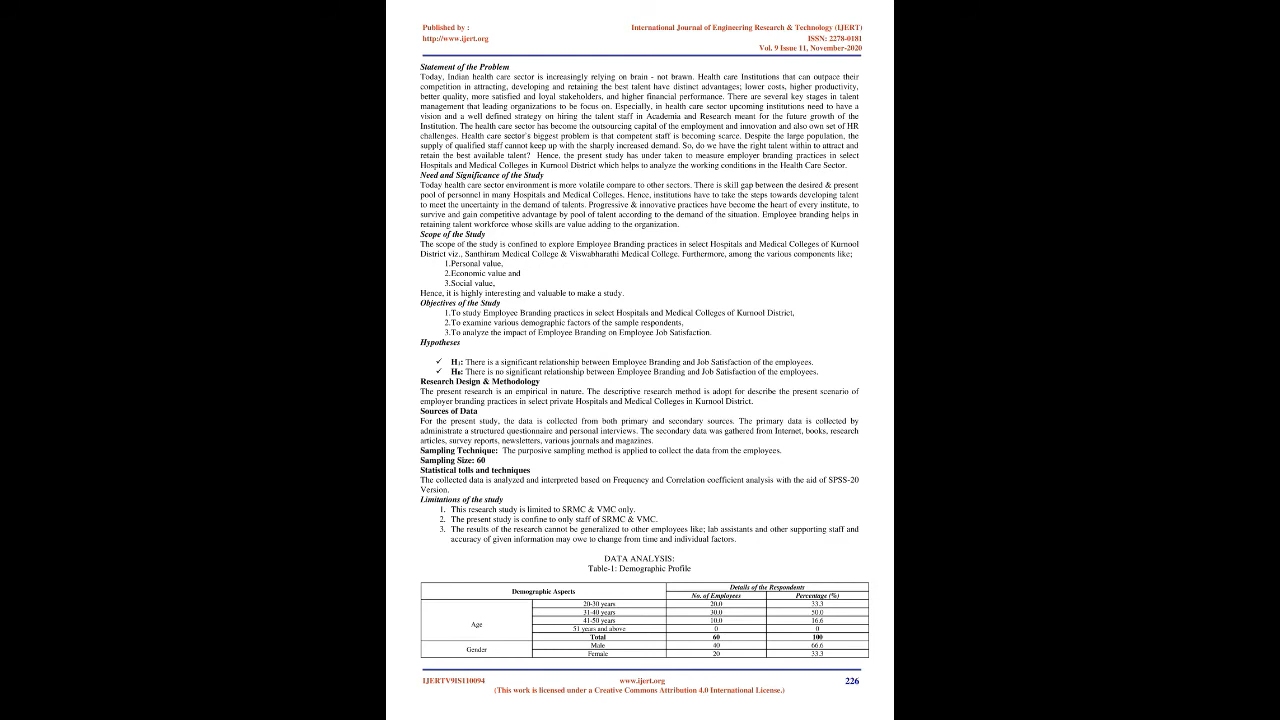 Published by :
International Journal of Engineering Research & Technology (IJERT)
http://www.ijert.org
ISSN: 2278-0181
Vol. 9 Issue 11, November-2020
Statement of the Problem
Today, Indian health care sector is increasingly relying on brain - not brawn. Health care Institutions that can outpace their
competition in attracting, developing and retaining the best talent have distinct advantages; lower costs, higher productivity,
better quality, more satisfied and loyal stakeholders, and higher financial performance. There are several key stages in talent
management that leading organizations to be focus on. Especially, in health care sector upcoming institutions need to have a
vision and a well defined strategy on hiring the talent staff in Academia and Research meant for the future growth of the
Institution. The health care sector has become the outsourcing capital of the employment and innovation and also own set of HR
challenges. Health care sector's biggest problem is that competent staff is becoming scarce. Despite the large population, the
supply of qualified staff cannot keep up with the sharply increased demand. So, do we have the right talent within to attract and
retain the best available talent? Hence, the present study has under taken to measure employer branding practices in select
Hospitals and Medical Colleges in Kurnool District which helps to analyze the working conditions in the Health Care Sector.
Need and Significance of the Study
Today health care sector environment is more volatile compare to other sectors. There is skill gap between the desired & present
pool of personnel in many Hospitals and Medical Colleges. Hence, institutions have to take the steps towards developing talent
to meet the uncertainty in the demand of talents. Progressive & innovative practices have become the heart of every institute, to
survive and gain competitive advantage by pool of talent according to the demand of the situation. Employee branding helps in
retaining talent workforce whose skills are value adding to the organization.
Scope of the Study
The scope of the study is confined to explore Employee Branding practices in select Hospitals and Medical Colleges of Kurnool
District viz., Santhiram Medical College & Viswabharathi Medical College. Furthermore, among the various components like;
1.Personal value,
2.Economic value and
3.Social value,
Hence, it is highly interesting and valuable to make a study.
Objectives of the Study
1.To study Employee Branding practices in select Hospitals and Medical Colleges of Kurnool District,
2.To examine various demographic factors of the sample respondents,
3.To analyze the impact of Employee Branding on Employee Job Satisfaction.
Hypotheses
✓ H1: There is a significant relationship between Employee Branding and Job Satisfaction of the employees.
✓ H0: There is no significant relationship between Employee Branding and Job Satisfaction of the employees.
Research Design & Methodology
The present research is an empirical in nature. The descriptive research method is adopt for describe the present scenario of
employer branding practices in select private Hospitals and Medical Colleges in Kurnool District.
Sources of Data
For the present study, the data is collected from both primary and secondary sources. The primary data is collected by
administrate a structured questionnaire and personal interviews. The secondary data was gathered from Internet, books, research
articles, survey reports, newsletters, various journals and magazines.
Sampling Technique: The purposive sampling method is applied to collect the data from the employees.
Sampling Size: 60
Statistical tolls and techniques
The collected data is analyzed and interpreted based on Frequency and Correlation coefficient analysis with the aid of SPSS-20
Version.
Limitations of the study
1. This research study is limited to SRMC & VMC only.
2. The present study is confine to only staff of SRMC & VMC.
3. The results of the research cannot be generalized to other employees like; lab assistants and other supporting staff and
accuracy of given information may owe to change from time and individual factors.
DATA ANALYSIS:
Table-1: Demographic Profile
Demographic Aspects
Details of the Respondents
No. of Employees Percentage (%)
Age
20-30 years 20.0 33.3
31-40 years 30.0 50.0
41-50 years 10.0 16.6
51 years and above 0 0
Total 60 100
Gender
Male 40 66.6
Female 20 33.3
IJERTV9IS110094
www.ijert.org
226
(This work is licensed under a Creative Commons Attribution 4.0 International License.)